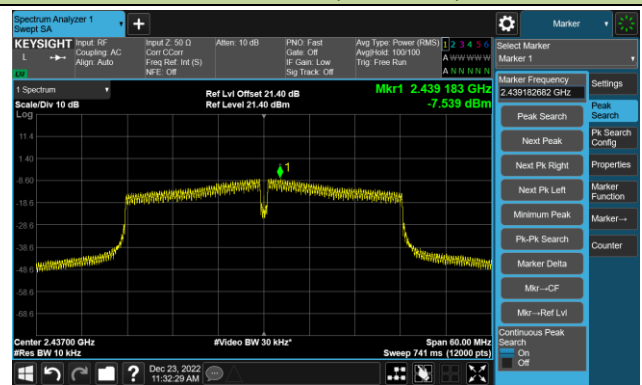 Spectrum Analyzer 1
Swept SA
+
Marker
KEYSIGHT
L
LW
Input: RF
Coupling: AC
Align: Auto
Input Z: 50 Ω
Corr CCorr
Freq Ref: Int (S)
NFE: Off
Atten: 10 dB
PNO: Fast
Gate: Off
IF Gain: Low
Sig Track: Off
Avg Type: Power (RMS)
Avg|Hold: 100/100
Trig: Free Run
1 2 3 4 5 6
A W W W W W
A N N N N N
Select Marker
Marker 1
1 Spectrum
Scale/Div 10 dB
Log
Ref Lvl Offset 21.40 dB
Ref Level 21.40 dBm
Mkr1 2.439 183 GHz
-7.539 dBm
11.4
1.40
-8.60
-18.6
-28.6
-38.6
-48.6
-58.6
-68.6
1
Center 2.43700 GHz
#Res BW 10 kHz
#Video BW 30 kHz*
Span 60.00 MHz
Sweep 741 ms (12000 pts)
Marker Frequency
2.439182682 GHz
Peak Search
Next Peak
Next Pk Right
Next Pk Left
Minimum Peak
Pk-Pk Search
Marker Delta
Mkr→CF
Mkr→Ref Lvl
Continuous Peak
Search
On
Off
Settings
Peak
Search
Pk Search
Config
Properties
Marker
Function
Marker→
Counter
?
Dec 23, 2022
11:32:29 AM